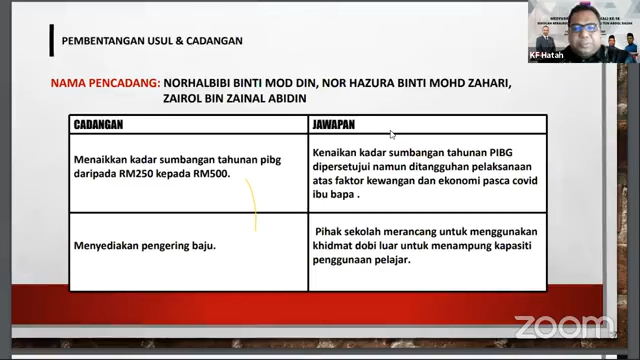 PEMBENTANGAN USUL & CADANGAN
NAMA PENCADANG: NORHALBIBI BINTI MOD DIN, NOR HAZURA BINTI MOHD ZAHARI,
ZAIROL BIN ZAINAL ABIDIN
CADANGAN
JAWAPAN
Menaikkan kadar sumbangan tahunan pibg
daripada RM250 kepada RM500.
Kenaikan kadar sumbangan tahunan PIBG
dipersetujui namun ditangguhan pelaksanaan
atas faktor kewangan dan ekonomi pasca covid
ibu bapa .
Menyediakan pengering baju.
Pihak sekolah merancang untuk menggunakan
khidmat dobi luar untuk menampung kapasiti
penggunaan pelajar.
KF Hatah
zoom